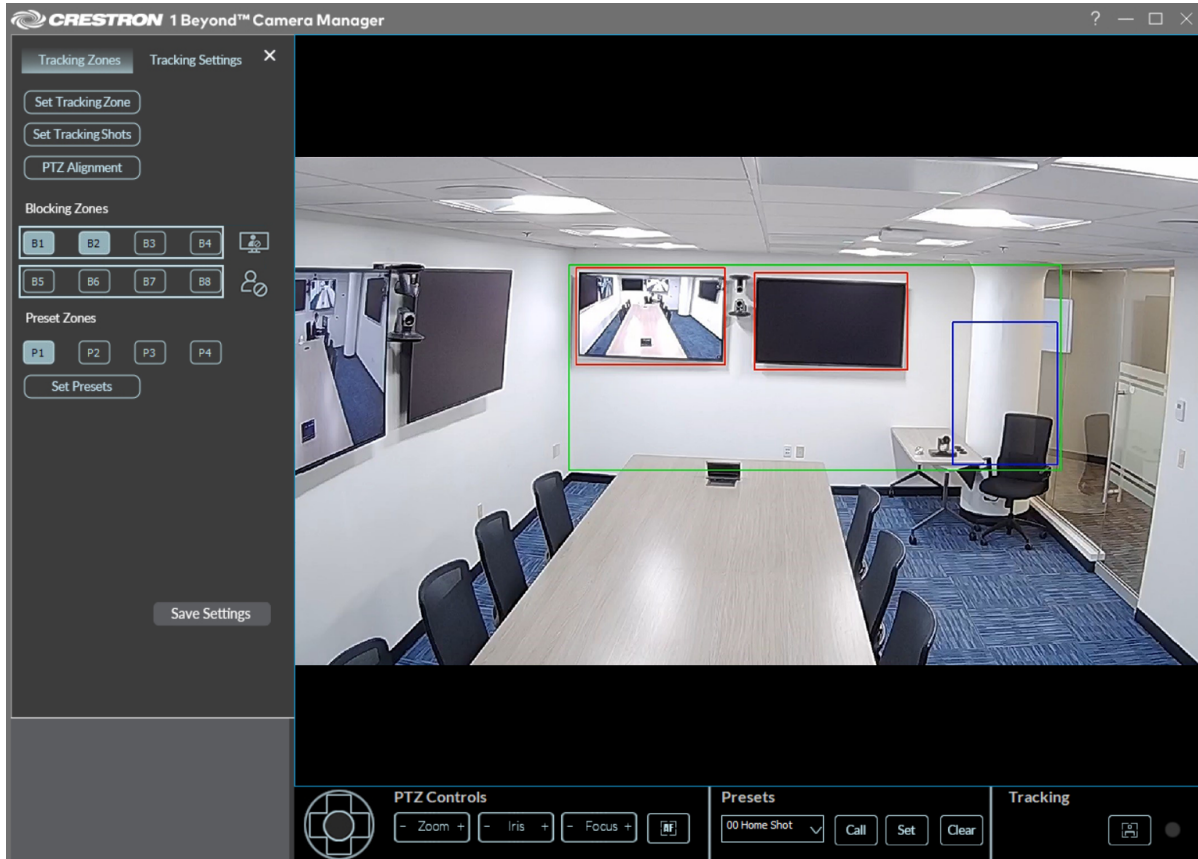 CRESTRON 1 Beyond™ Camera Manager
?
Tracking Zones Tracking Settings
Set Tracking Zone
Set Tracking Shots
PTZ Alignment
Blocking Zones
B1 B2 B3 B4
B5 B6 B7 B8
Preset Zones
P1 P2 P3 P4
Set Presets
Save Settings
PTZ Controls
- Zoom +
- Iris +
- Focus +
AF
Presets
00 Home Shot
Call
Set
Clear
Tracking